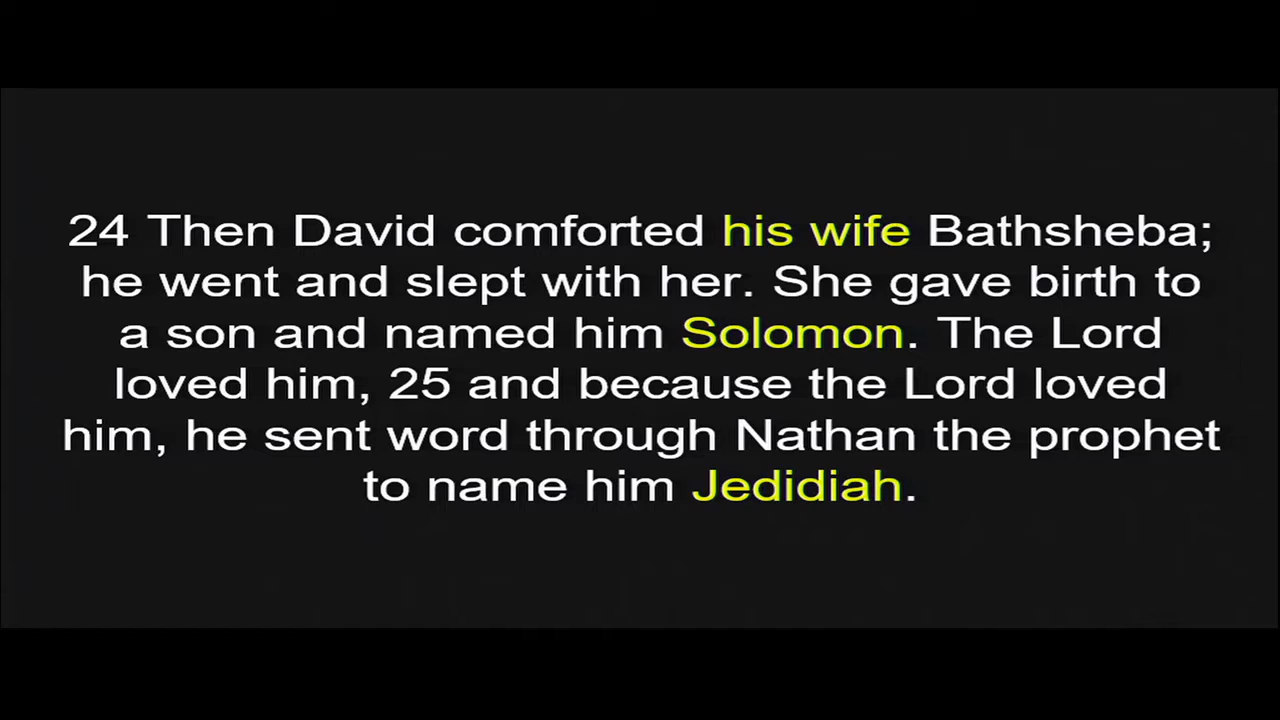 24 Then David comforted his wife Bathsheba;
he went and slept with her. She gave birth to
a son and named him Solomon. The Lord
loved him, 25 and because the Lord loved
him, he sent word through Nathan the prophet
to name him Jedidiah.